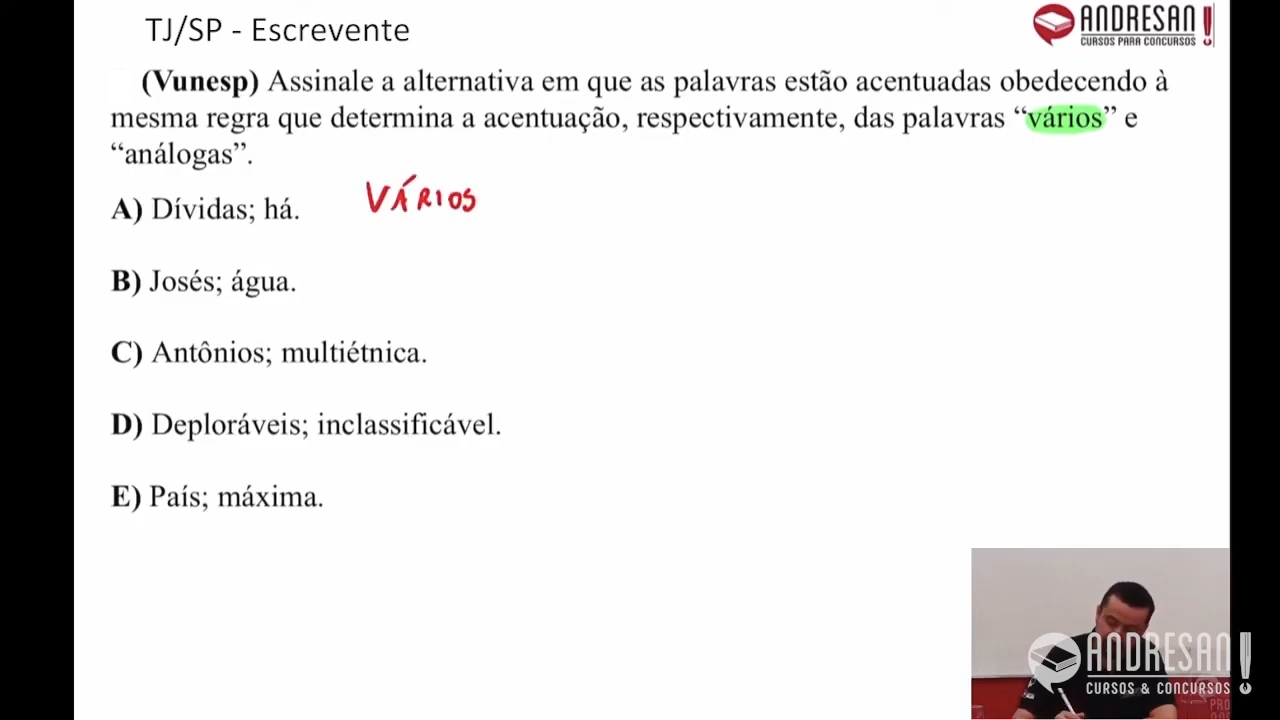 TJ/SP - Escrevente
ANDRESAN!
CURSOS PARA CONCURSOS
(Vunesp) Assinale a alternativa em que as palavras estão acentuadas obedecendo à
mesma regra que determina a acentuação, respectivamente, das palavras “vários” e
“análogas”.
A) Dívidas; há.
VÁRIOS
B) Josés; água.
C) Antônios; multiétnica.
D) Deploráveis; inclassificável.
E) País; máxima.
ANDRESAN!
CURSOS & CONCURSOS